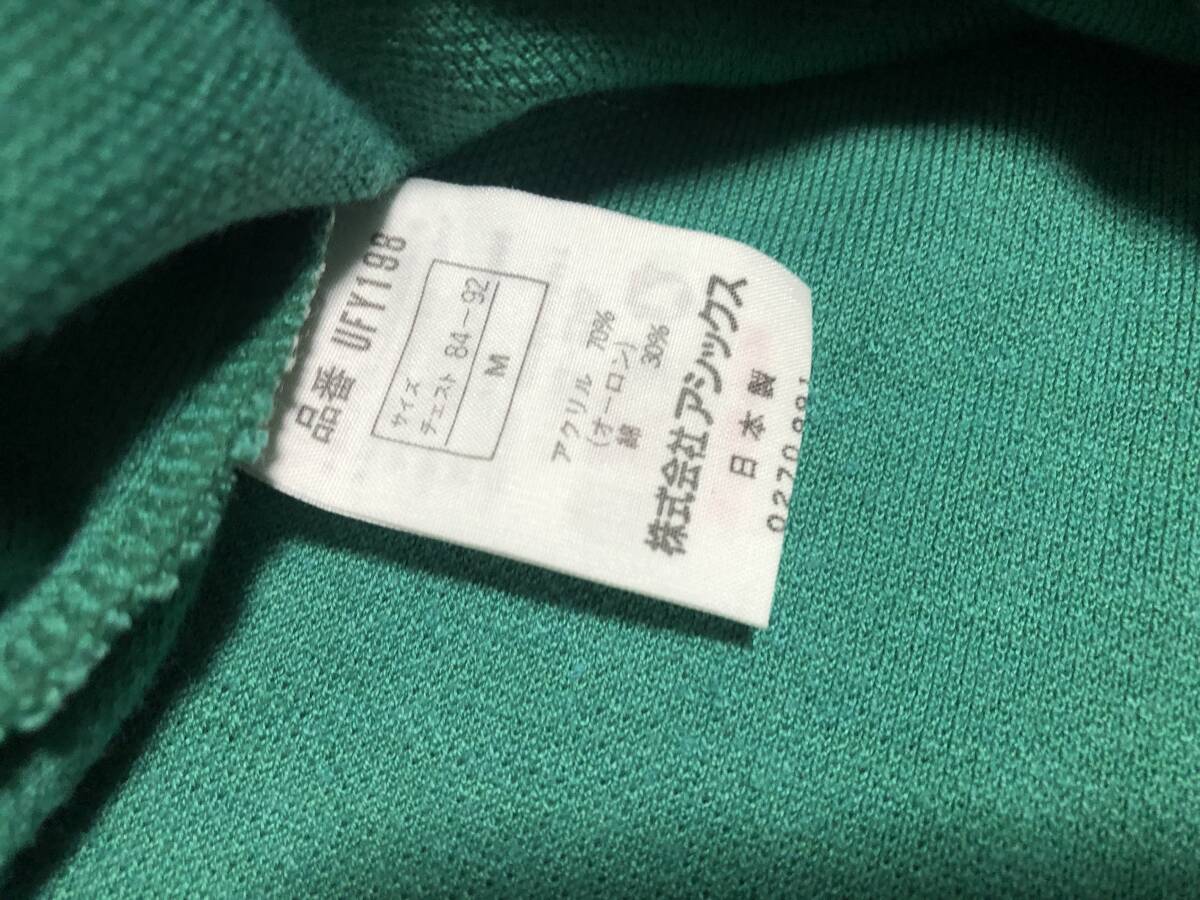 品番 UFY198
サイズ
チェスト 84-92
M
アクリル 70%
(オーロン)
綿 30%
株式会社アシックス
日本製